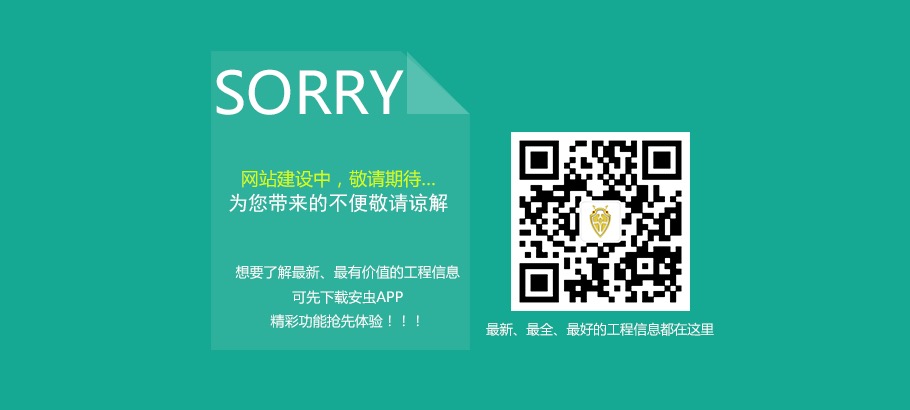 SORRY
网站建设中，敬请期待...
为您带来的不便敬请谅解
想要了解最新、最有价值的工程信息
可先下载安虫APP
精彩功能抢先体验！！！
最新、最全、最好的工程信息都在这里